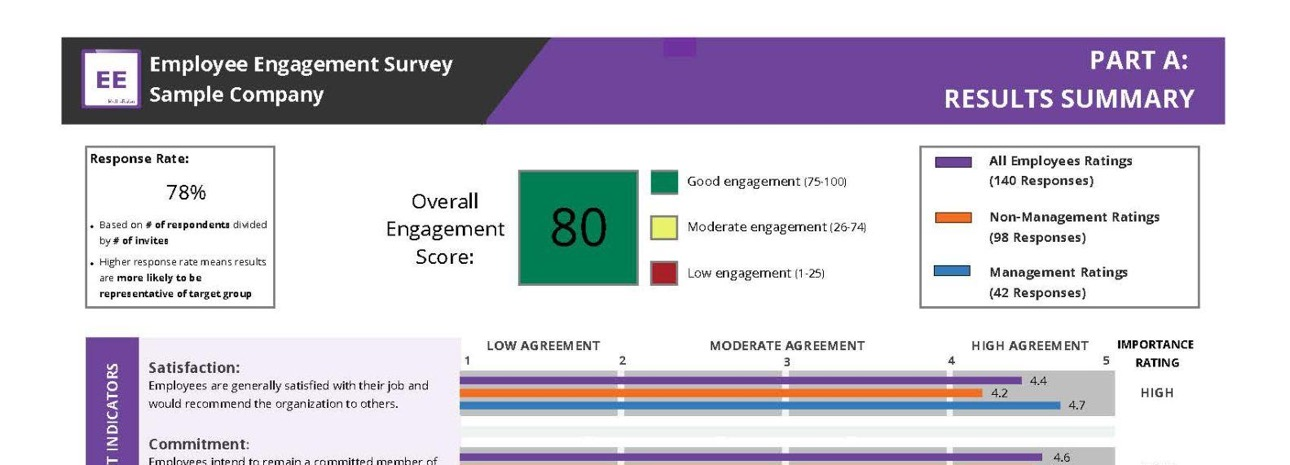 EE
Employee Engagement Survey
Sample Company
PART A:
RESULTS SUMMARY
Response Rate:
78%
• Based on # of respondents divided
by # of invites
• Higher response rate means results
are more likely to be
representative of target group
Overall
Engagement
Score:
80
Good engagement (75-100)
Moderate engagement (26-74)
Low engagement (1-25)
All Employees Ratings
(140 Responses)
Non-Management Ratings
(98 Responses)
Management Ratings
(42 Responses)
LOW AGREEMENT MODERATE AGREEMENT HIGH AGREEMENT IMPORTANCE
1 2 3 4 5 RATING
T INDICATORS
Satisfaction:
Employees are generally satisfied with their job and
would recommend the organization to others.
4.4
4.2
4.7
HIGH
Commitment:
Employees intend to remain a committed member of
4.6